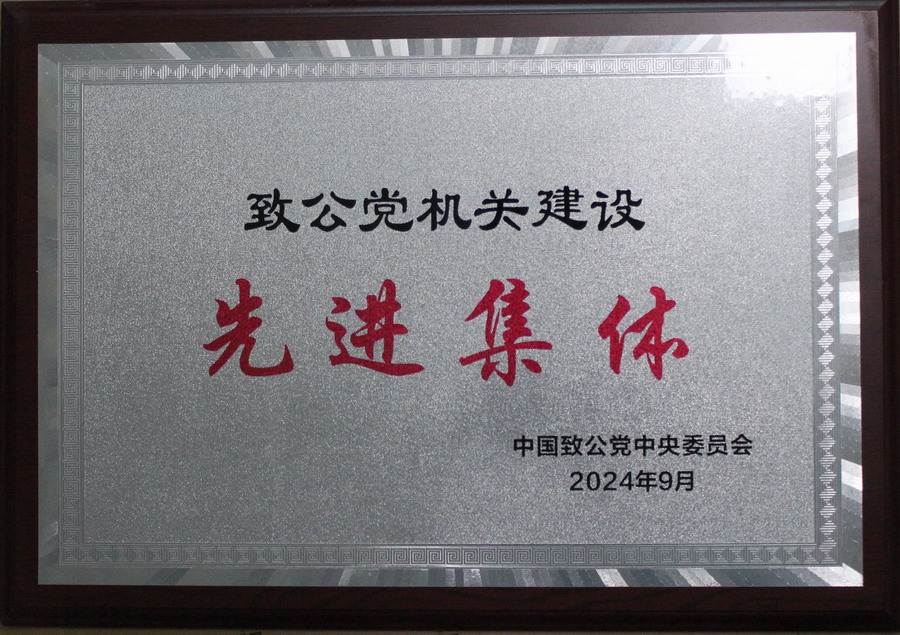 致公党机关建设
先进集体
中国致公党中央委员会
2024年9月